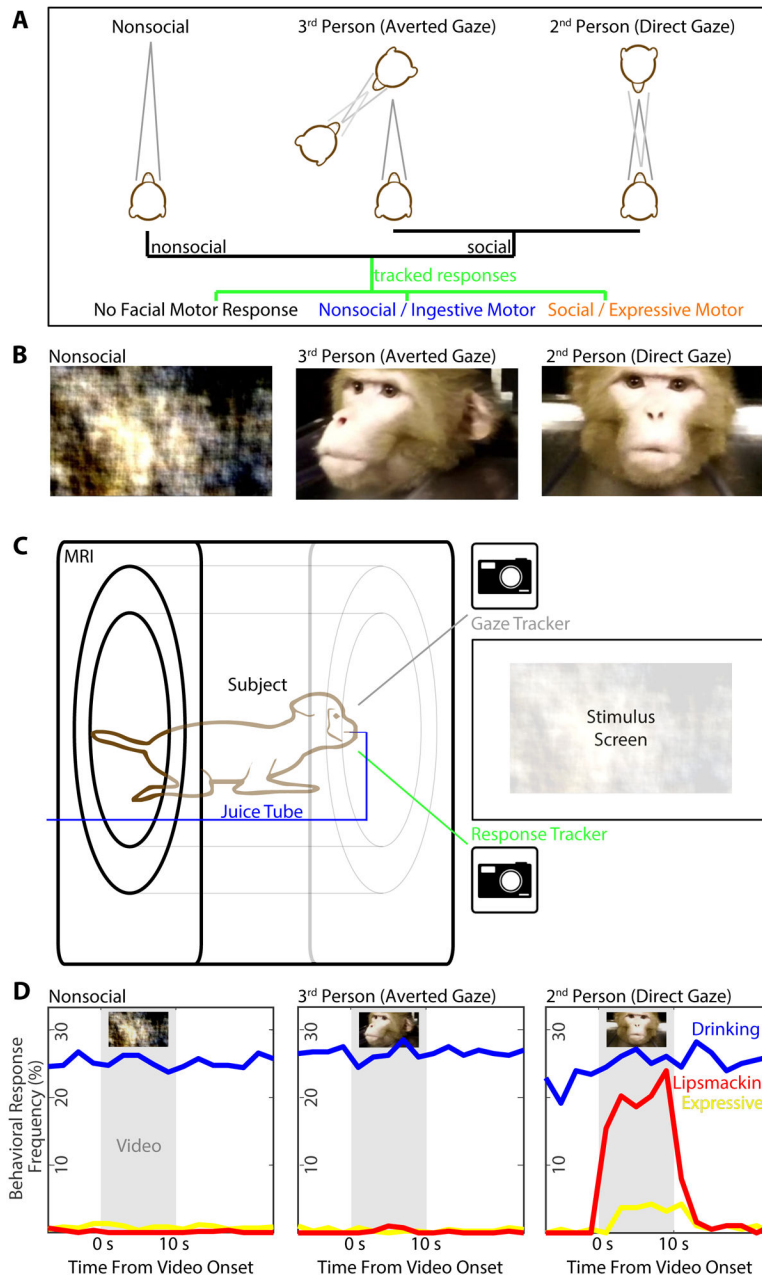 A
Nonsocial
3rd Person (Averted Gaze)
2nd Person (Direct Gaze)
nonsocial
social
tracked responses
No Facial Motor Response
Nonsocial / Ingestive Motor
Social / Expressive Motor
B
Nonsocial
3rd Person (Averted Gaze)
2nd Person (Direct Gaze)
C
MRI
Gaze Tracker
Subject
Stimulus
Screen
Juice Tube
Response Tracker
D
Nonsocial
3rd Person (Averted Gaze)
2nd Person (Direct Gaze)
Behavioral Response
Frequency (%)
30
20
10
Video
0 s
10 s
Time From Video Onset
30
20
10
0 s
10 s
Time From Video Onset
30
20
10
Drinking
Lipsmacking
Expressive
0 s
10 s
Time From Video Onset